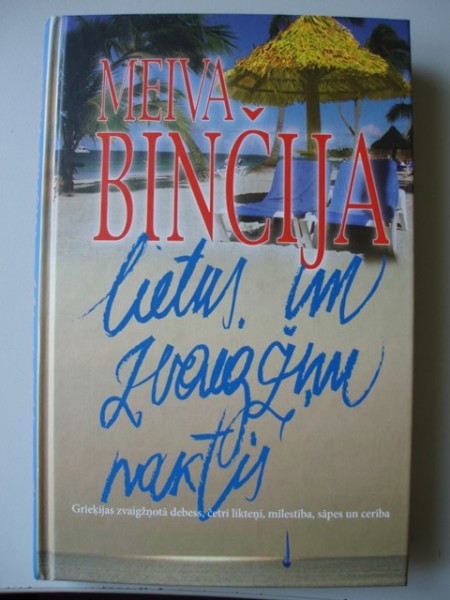 MEIVA
BINČIJA
lietus un
zvaigžņu
naktis
Grieķijas zvaigžņotā debess, četri likteņi, mīlestība, sāpes un cerība